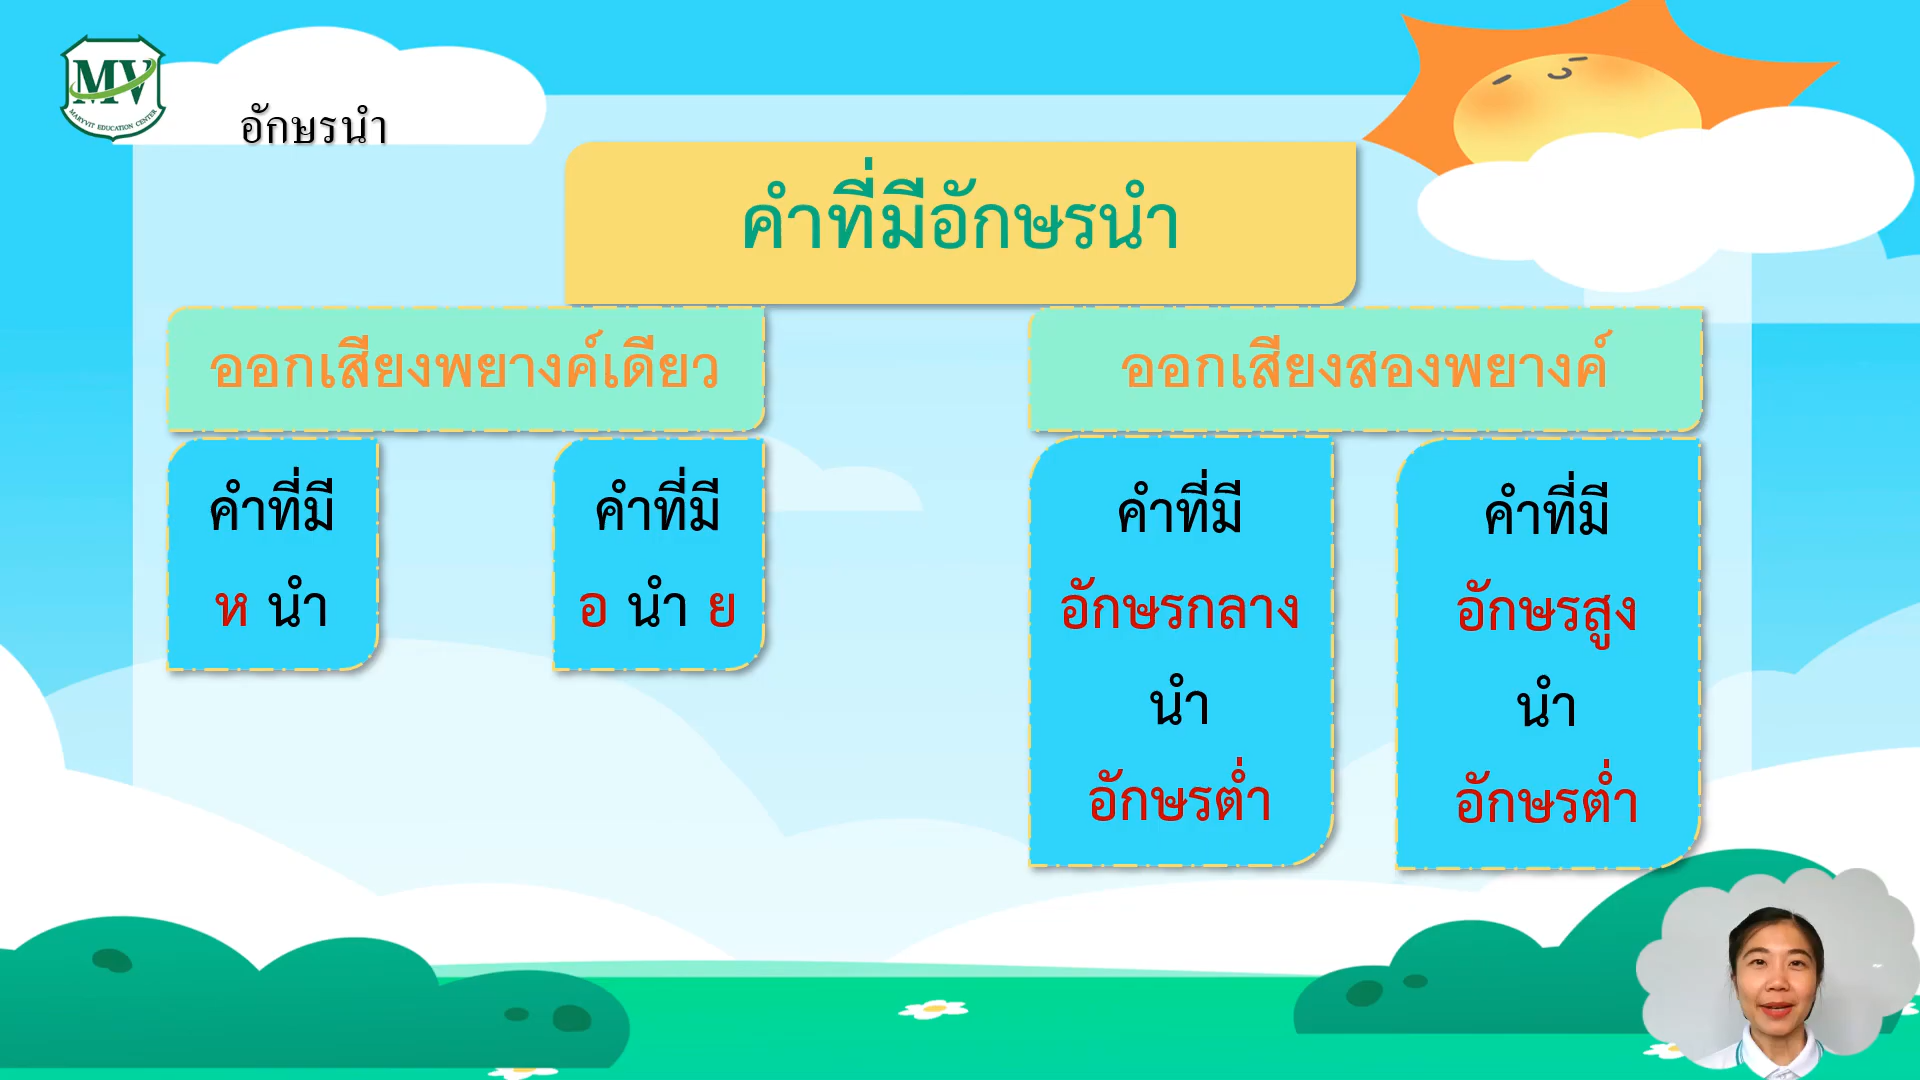 MV
MARYVIT EDUCATION CENTER
อักษรนำ
คำที่มีอักษรนำ
ออกเสียงพยางค์เดียว
ออกเสียงสองพยางค์
คำที่มี
ห นำ
คำที่มี
อ นำ ย
คำที่มี
อักษรกลาง
นำ
อักษรต่ำ
คำที่มี
อักษรสูง
นำ
อักษรต่ำ